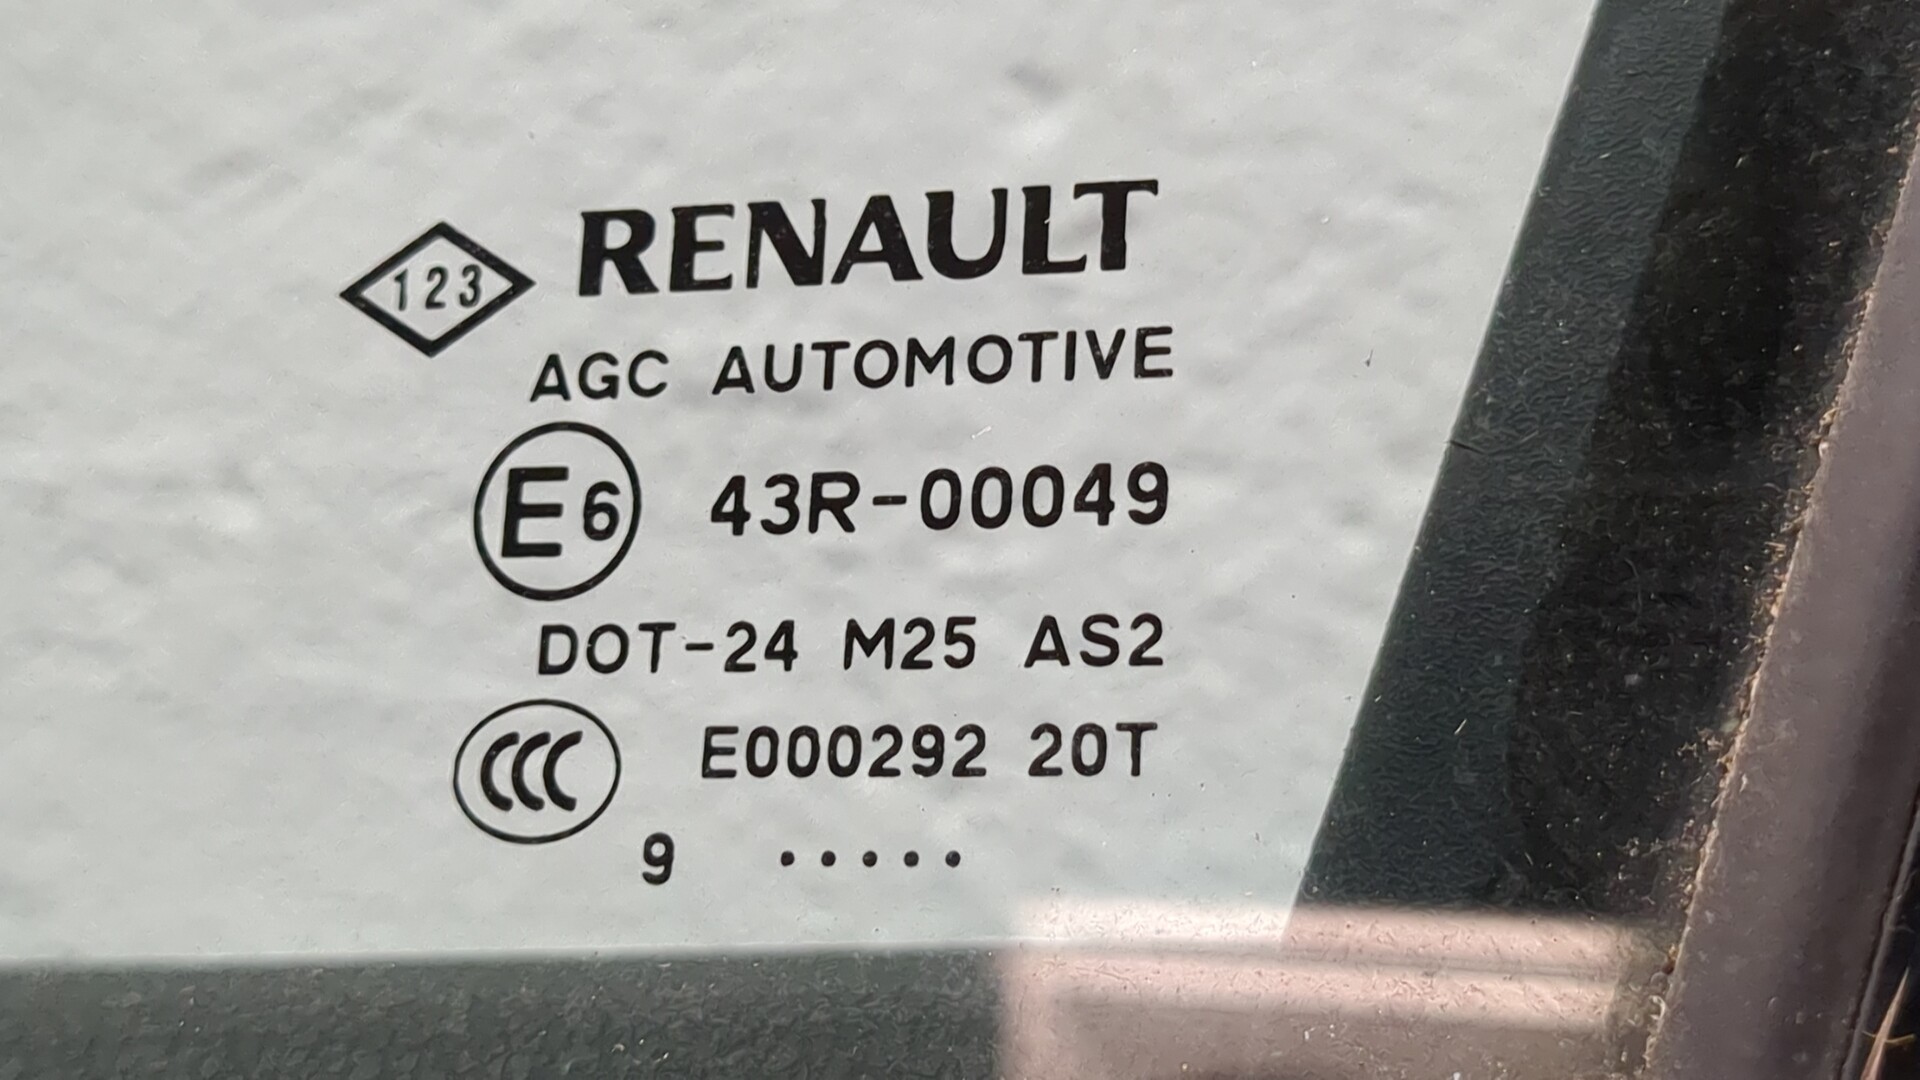 123 RENAULT
AGC AUTOMOTIVE
E6 43R-00049
DOT-24 M25 AS2
CCC E000292 20T
9 .....